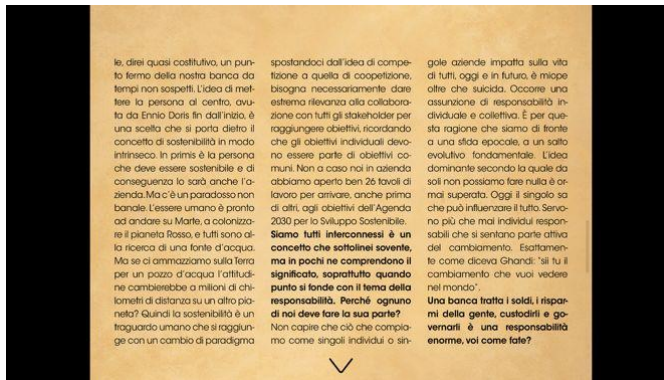 le, direi quasi costitutivo, un pun-
to fermo della nostra banca da
tempi non sospetti. L'idea di met-
tere la persona al centro, avu-
ta da Ennio Doris fin dall'inizio, è
una scelta che si porta dietro il
concetto di sostenibilità in modo
intrinseco. In primis è la persona
che deve essere sostenibile e di
conseguenza lo sarà anche l'a-
zienda. Ma c'è un paradosso non
banale. L'essere umano è pronto
ad andare su Marte, a colonizza-
re il pianeta Rosso, e tutti sono al-
la ricerca di una fonte d'acqua.
Ma se ci ammazziamo sulla Terra
per un pozzo d'acqua l'attitudi-
ne cambierebbe a milioni di chi-
lometri di distanza su un altro pia-
neta? Quindi la sostenibilità è un
traguardo umano che si raggiun-
ge con un cambio di paradigma
spostandoci dall'idea di compe-
tizione a quella di coopetizione,
bisogna necessariamente dare
estrema rilevanza alla collabora-
zione con tutti gli stakeholder per
raggiungere obiettivi, ricordando
che gli obiettivi individuali devo-
no essere parte di obiettivi co-
muni. Non a caso noi in azienda
abbiamo aperto ben 26 tavoli di
lavoro per arrivare, anche prima
di altri, agli obiettivi dell'Agenda
2030 per lo Sviluppo Sostenibile.
Siamo tutti interconnessi è un
concetto che sottolinei sovente,
ma in pochi ne comprendono il
significato, soprattutto quando
punto si fonde con il tema della
responsabilità. Perché ognuno
di noi deve fare la sua parte?
Non capire che ciò che compia-
mo come singoli individui o sin-
gole aziende impatta sulla vita
di tutti, oggi e in futuro, è miope
oltre che suicida. Occorre una
assunzione di responsabilità in-
dividuale e collettiva. È per que-
sta ragione che siamo di fronte
a una sfida epocale, a un salto
evolutivo fondamentale. L'idea
dominante secondo la quale da
soli non possiamo fare nulla è or-
mai superata. Oggi il singolo sa
che può influenzare il tutto. Servo-
no più che mai individui respon-
sabili che si sentano parte attiva
del cambiamento. Esattamen-
te come diceva Ghandi: "sii tu il
cambiamento che vuoi vedere
nel mondo".
Una banca tratta i soldi, i rispar-
mi della gente, custodirli e go-
vernarli è una responsabilità
enorme, voi come fate?